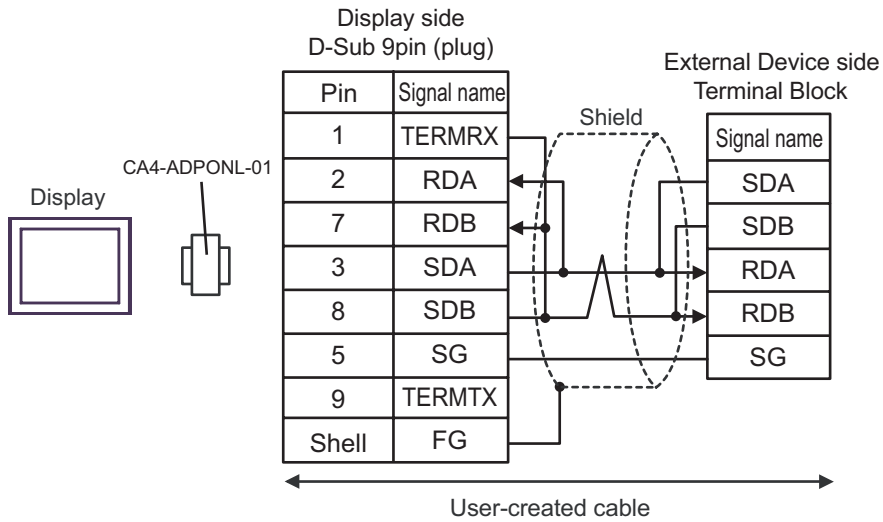 Display side
D-Sub 9pin (plug)
External Device side
Terminal Block
Pin Signal name
Shield
Signal name
1 TERMRX
CA4-ADPONL-01
2 RDA
SDA
Display
7 RDB
SDB
3 SDA
RDA
8 SDB
RDB
5 SG
SG
9 TERMTX
Shell FG
User-created cable